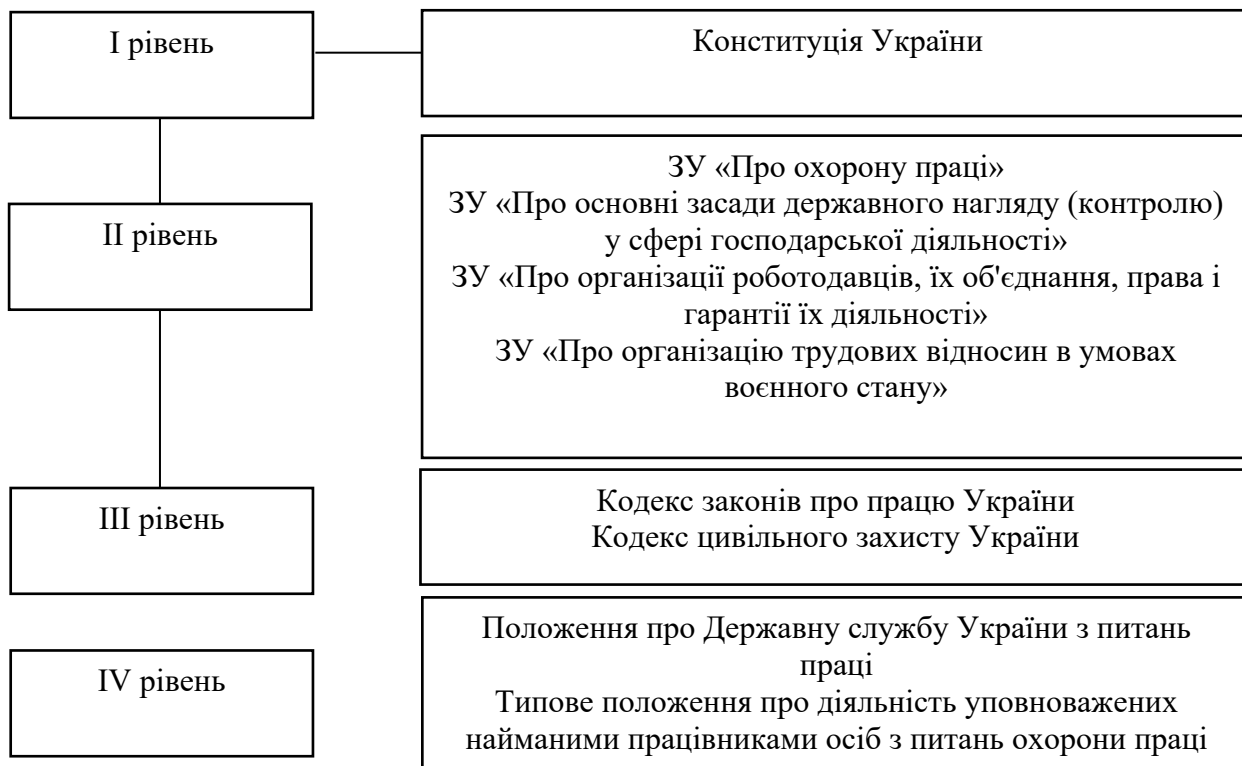 I рівень
Конституція України
II рівень
ЗУ «Про охорону праці»
ЗУ «Про основні засади державного нагляду (контролю)
у сфері господарської діяльності»
ЗУ «Про організації роботодавців, їх об'єднання, права і
гарантії їх діяльності»
ЗУ «Про організацію трудових відносин в умовах
воєнного стану»
III рівень
Кодекс законів про працю України
Кодекс цивільного захисту України
IV рівень
Положення про Державну службу України з питань
праці
Типове положення про діяльність уповноважених
найманими працівниками осіб з питань охорони праці